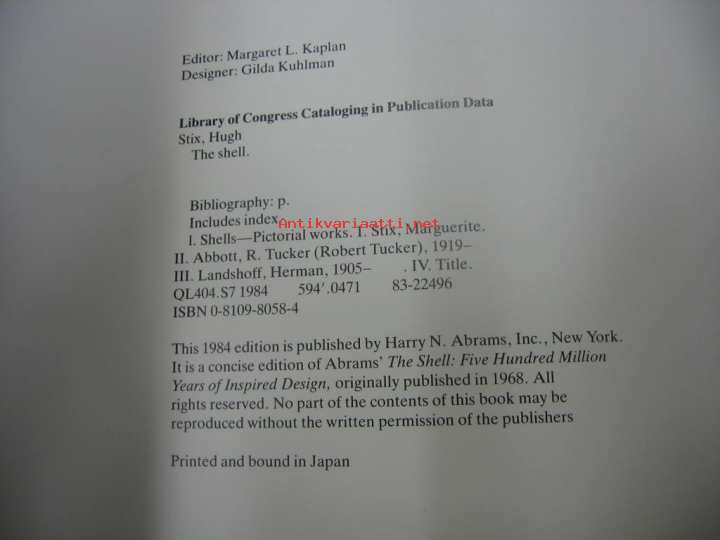 Editor: Margaret L. Kaplan
Designer: Gilda Kuhlman
Library of Congress Cataloging in Publication Data
Stix, Hugh
The shell.
Bibliography: p.
Includes index.
Antikvariaatti.net
1. Shells—Pictorial works. I. Stix, Marguerite.
II. Abbott, R. Tucker (Robert Tucker), 1919–
III. Landshoff, Herman, 1905– . IV. Title.
QL404.S7 1984 594'.0471 83-22496
ISBN 0-8109-8058-4
This 1984 edition is published by Harry N. Abrams, Inc., New York.
It is a concise edition of Abrams' The Shell: Five Hundred Million
Years of Inspired Design, originally published in 1968. All
rights reserved. No part of the contents of this book may be
reproduced without the written permission of the publishers
Printed and bound in Japan